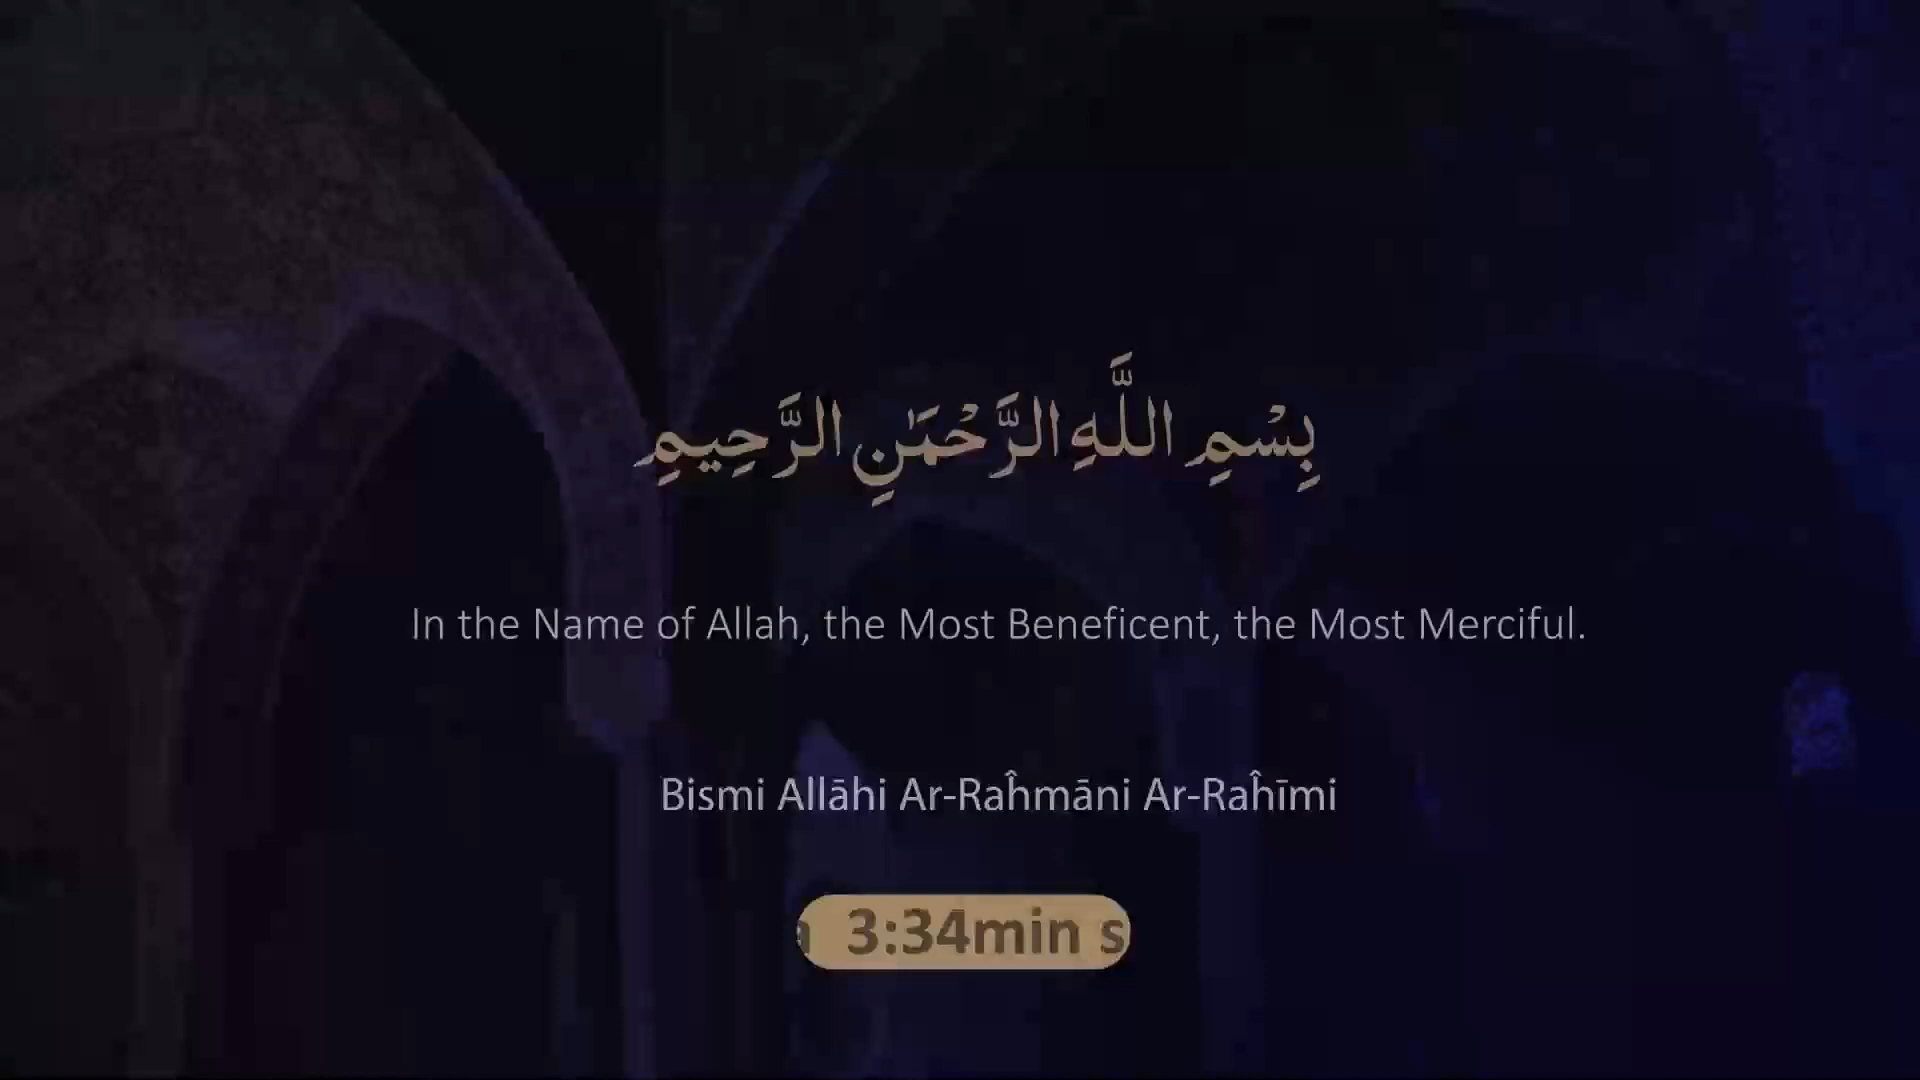 بِسْمِ اللَّهِ الرَّحْمَٰنِ الرَّحِيمِ
In the Name of Allah, the Most Beneficent, the Most Merciful.
Bismi Allāhi Ar-Raĥmāni Ar-Raĥīmi
3:34min